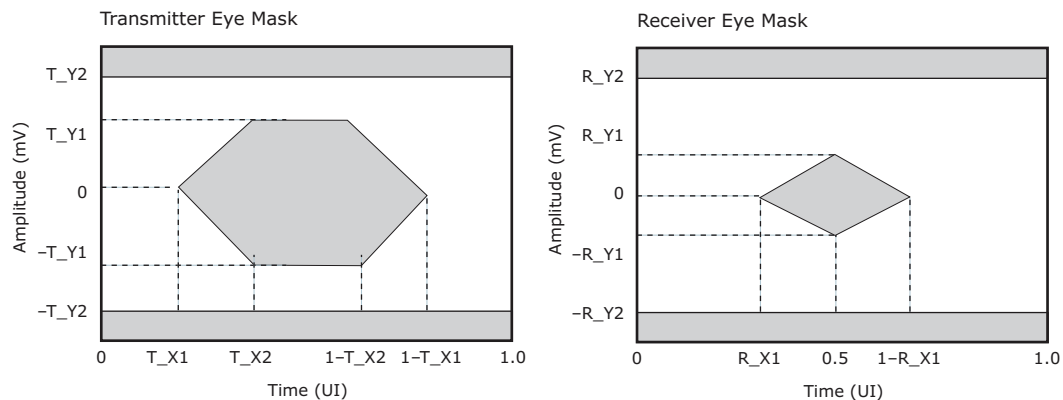 Transmitter Eye Mask
T_Y2
T_Y1
0
–T_Y1
–T_Y2
Amplitude (mV)
0
T_X1
T_X2
1–T_X2
1–T_X1
1.0
Time (UI)
Receiver Eye Mask
R_Y2
R_Y1
0
–R_Y1
–R_Y2
Amplitude (mV)
0
R_X1
0.5
1–R_X1
1.0
Time (UI)